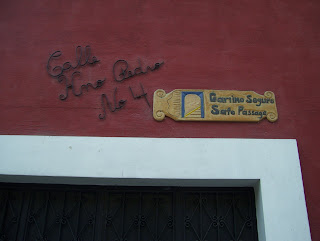 Calle
Hno Pedro
No 4
Camino Seguro
Safe Passage